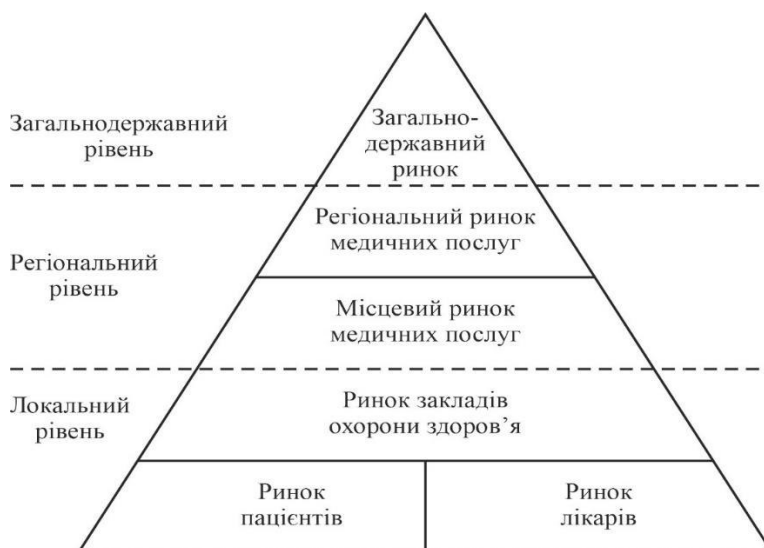 Загальнодержавний
рівень
Загально-
державний
ринок
Регіональний
рівень
Регіональний ринок
медичних послуг
Місцевий ринок
медичних послуг
Локальний
рівень
Ринок закладів
охорони здоров’я
Ринок
пацієнтів
Ринок
лікарів